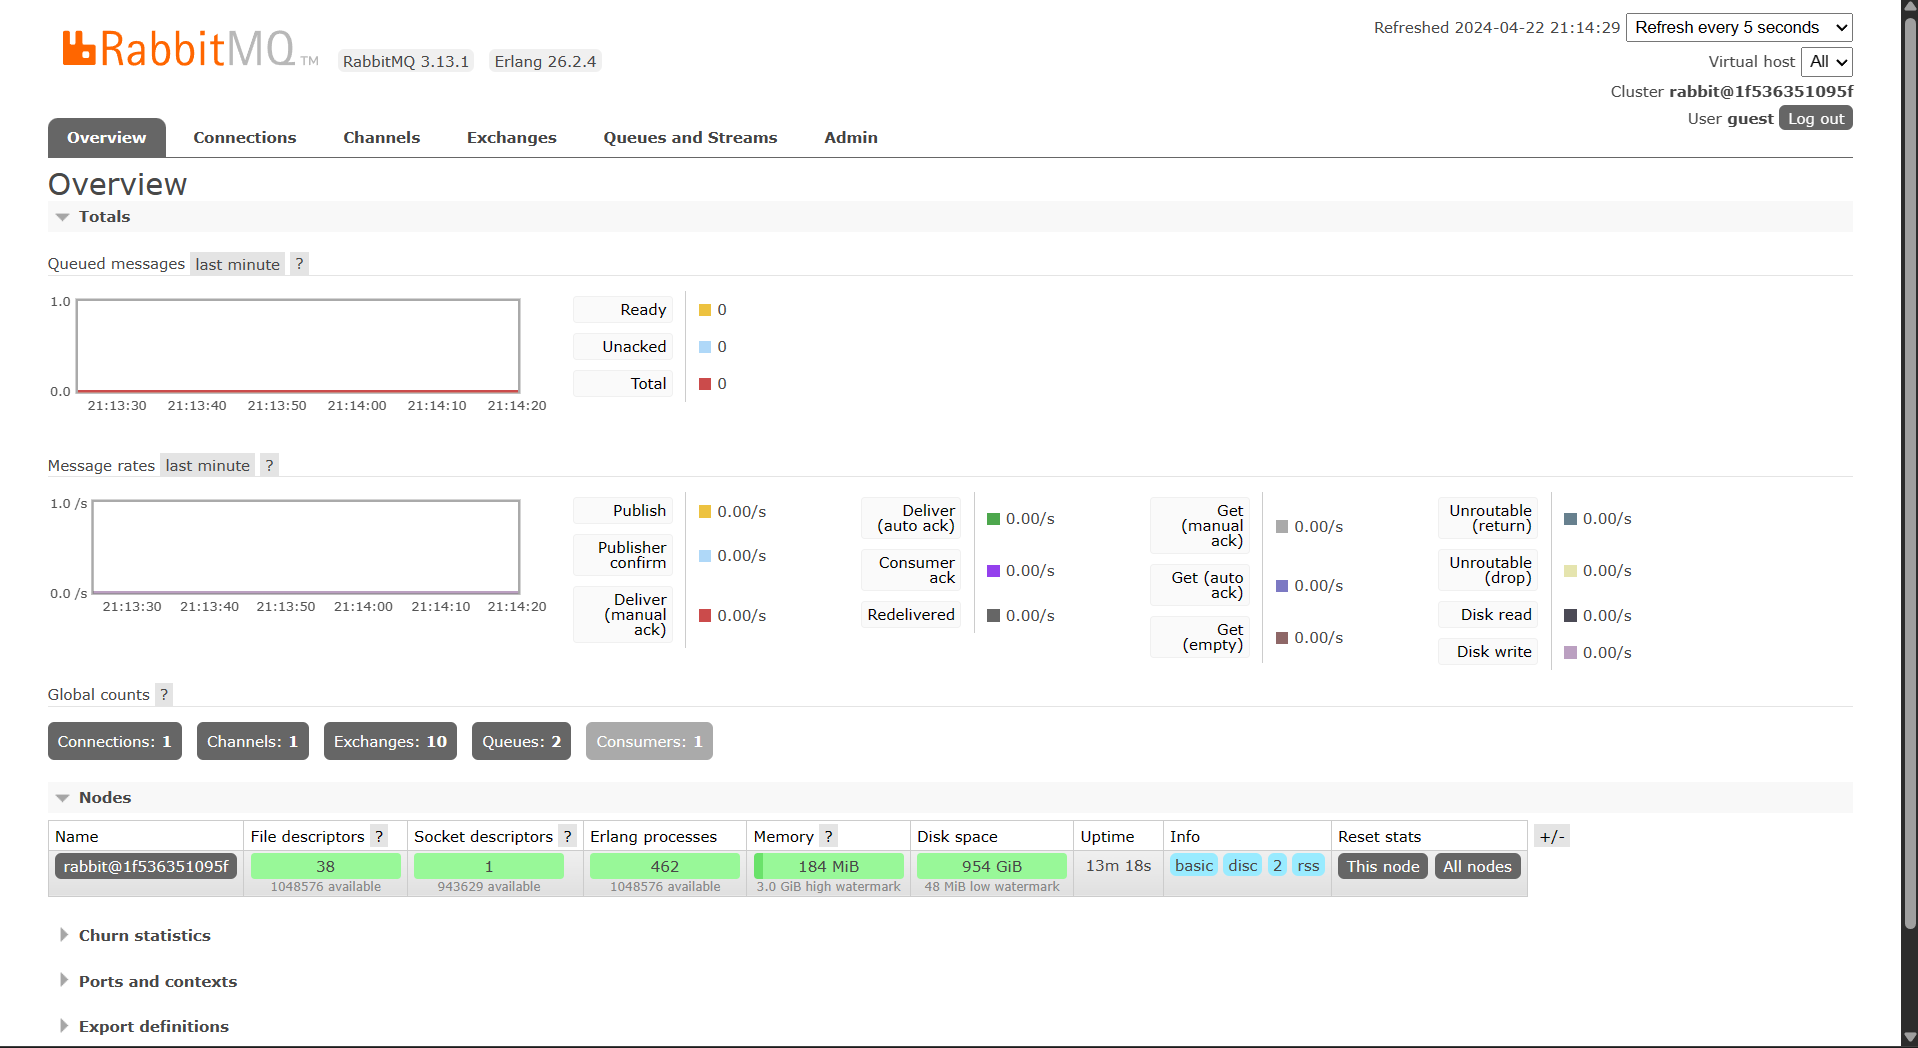 RabbitMQ TM
RabbitMQ 3.13.1 Erlang 26.2.4
Refreshed 2024-04-22 21:14:29 Refresh every 5 seconds
Virtual host All
Cluster rabbit@1f536351095f
User guest Log out
Overview Connections Channels Exchanges Queues and Streams Admin
Overview
Totals
Queued messages last minute ?
1.0
0.0
21:13:30 21:13:40 21:13:50 21:14:00 21:14:10 21:14:20
Ready 0
Unacked 0
Total 0
Message rates last minute ?
1.0 /s
0.0 /s
21:13:30 21:13:40 21:13:50 21:14:00 21:14:10 21:14:20
Publish 0.00/s
Publisher
confirm 0.00/s
Deliver
(manual
ack) 0.00/s
Deliver
(auto ack) 0.00/s
Consumer
ack 0.00/s
Redelivered 0.00/s
Get
(manual
ack) 0.00/s
Get (auto
ack) 0.00/s
Get
(empty) 0.00/s
Unroutable
(return) 0.00/s
Unroutable
(drop) 0.00/s
Disk read 0.00/s
Disk write 0.00/s
Global counts ?
Connections: 1 Channels: 1 Exchanges: 10 Queues: 2 Consumers: 1
Nodes
Name File descriptors ? Socket descriptors ? Erlang processes Memory ? Disk space Uptime Info Reset stats +/-
rabbit@1f536351095f 38 1 462 184 MiB 954 GiB 13m 18s basic disc 2 rss This node All nodes
1048576 available 943629 available 1048576 available 3.0 GiB high watermark 48 MiB low watermark
Churn statistics
Ports and contexts
Export definitions